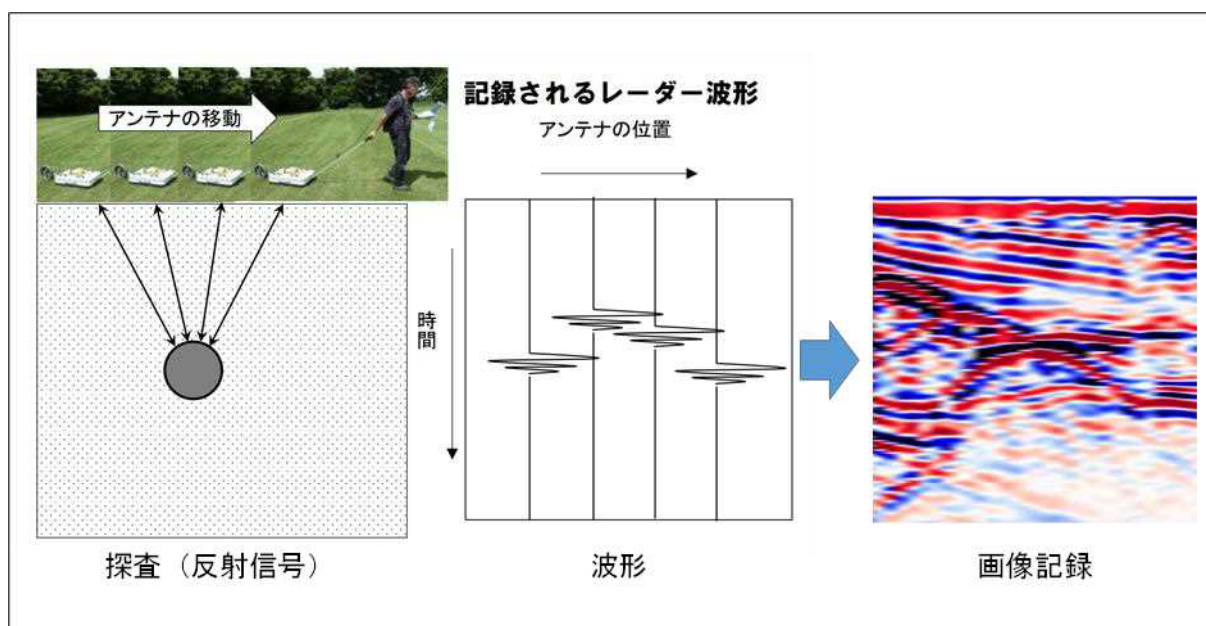 アンテナの移動
記録されるレーダー波形
アンテナの位置
時間
探査（反射信号）
波形
画像記録